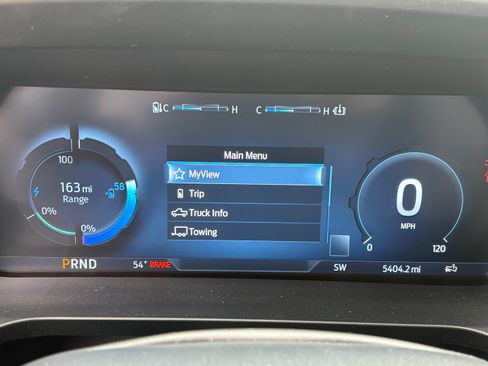 C H C H
Main Menu
MyView
Trip
Truck Info
Towing
100
58
163 mi
Range
0%
0%
0
MPH
0 120
PRND 54° BRAKE SW 5404.2 mi